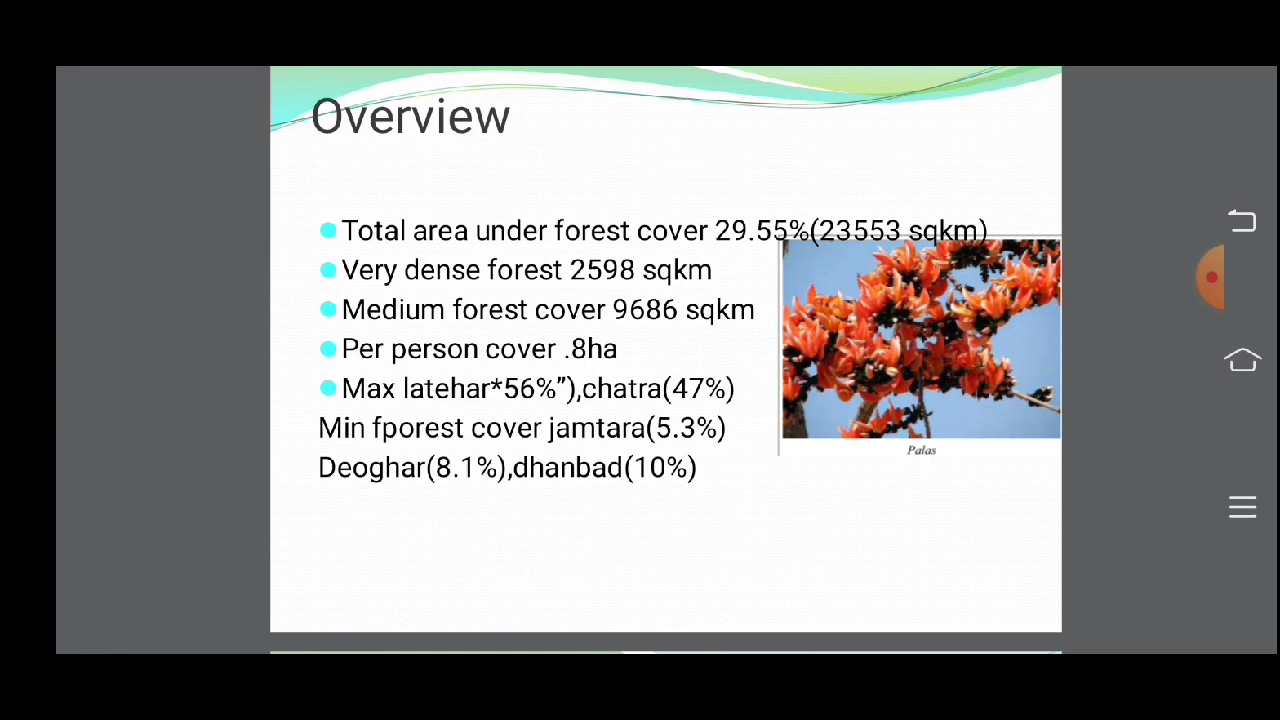 Overview
Total area under forest cover 29.55%(23553 sqkm)
Very dense forest 2598 sqkm
Medium forest cover 9686 sqkm
Per person cover .8ha
Max latehar*56%”),chatra(47%)
Min fporest cover jamtara(5.3%)
Deoghar(8.1%),dhanbad(10%)
Palas